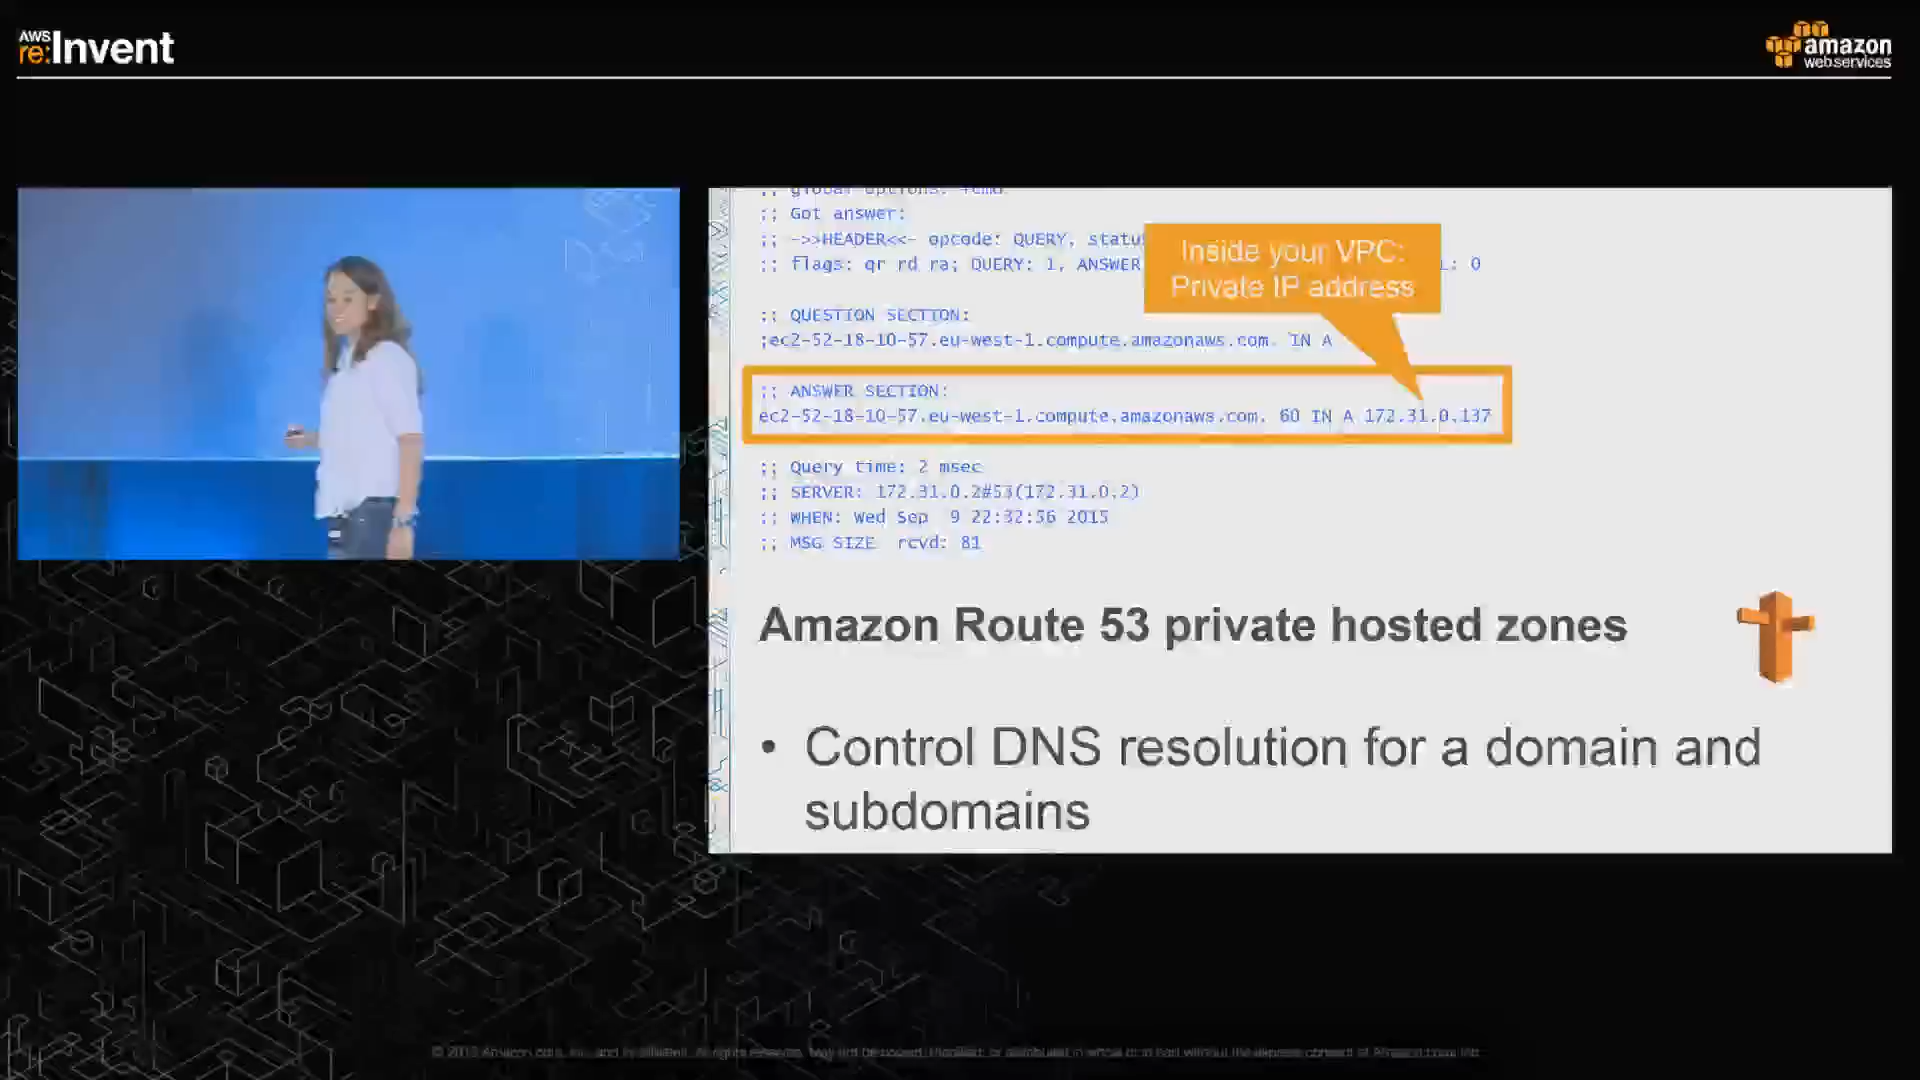 AWS
re:Invent
amazon
webservices
;; global options: +cmd
;; Got answer:
;; ->>HEADER<<- opcode: QUERY, statu
;; flags: qr rd ra; QUERY: 1, ANSWER
L: 0
Inside your VPC:
Private IP address
;; QUESTION SECTION:
;ec2-52-18-10-57.eu-west-1.compute.amazonaws.com. IN A
;; ANSWER SECTION:
ec2-52-18-10-57.eu-west-1.compute.amazonaws.com. 60 IN A 172.31.0.137
;; Query time: 2 msec
;; SERVER: 172.31.0.2#53(172.31.0.2)
;; WHEN: Wed Sep 9 22:32:56 2015
;; MSG SIZE rcvd: 81
Amazon Route 53 private hosted zones
• Control DNS resolution for a domain and
subdomains